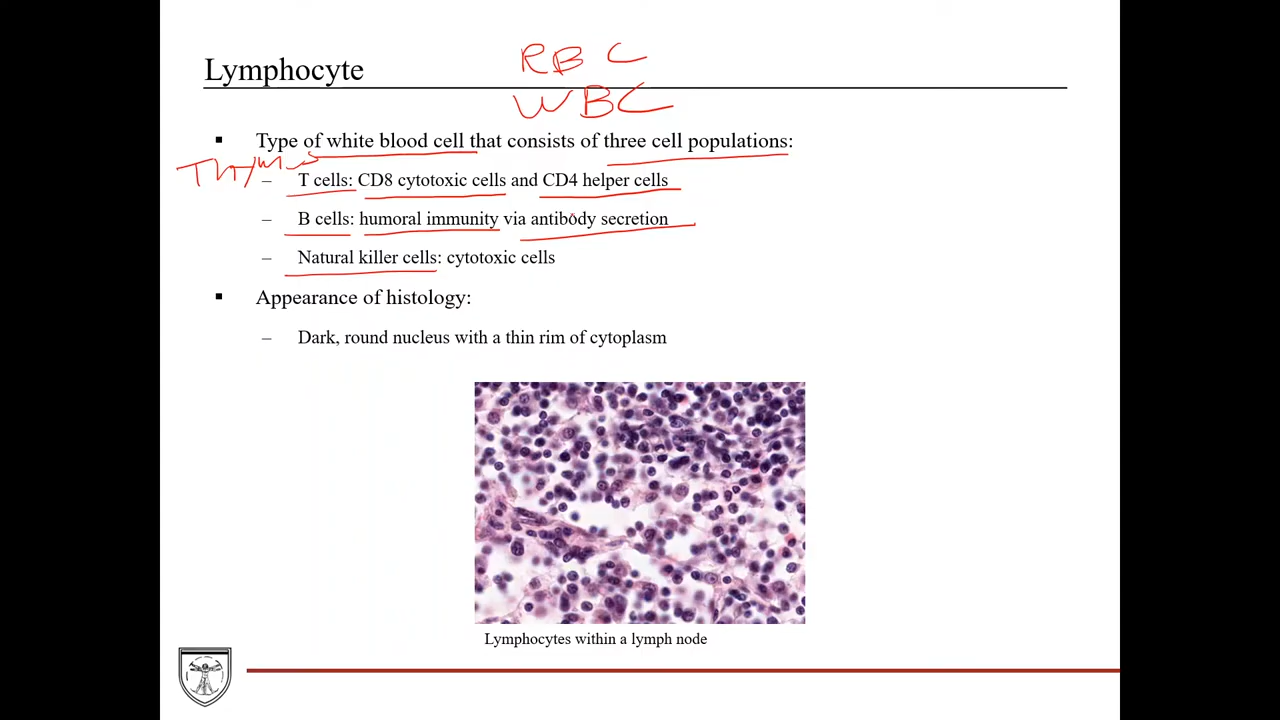 RBC
Lymphocyte
WBC
▪ Type of white blood cell that consists of three cell populations:
Thymus
– T cells: CD8 cytotoxic cells and CD4 helper cells
– B cells: humoral immunity via antibody secretion
– Natural killer cells: cytotoxic cells
▪ Appearance of histology:
– Dark, round nucleus with a thin rim of cytoplasm
Lymphocytes within a lymph node